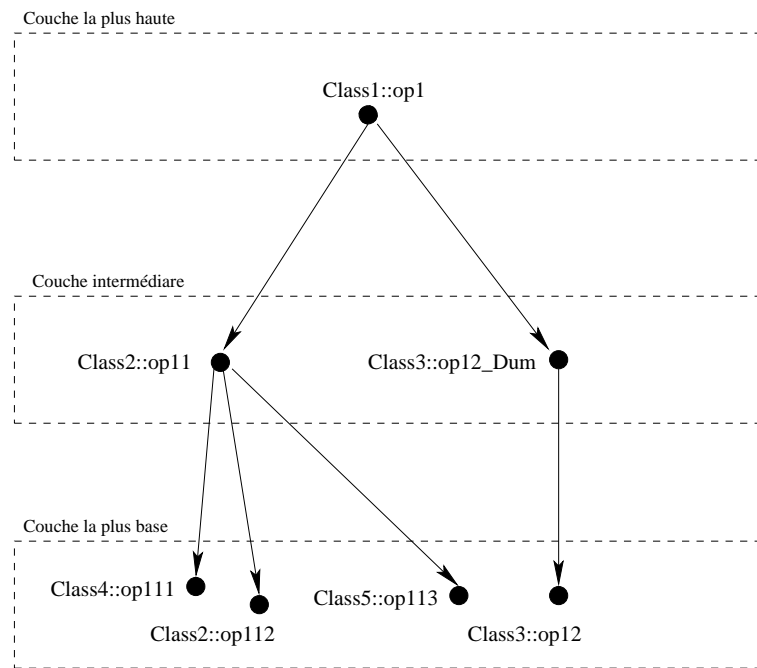 Couche la plus haute
Class1::op1
Couche intermédiare
Class2::op11
Class3::op12_Dum
Couche la plus base
Class4::op111
Class5::op113
Class2::op112
Class3::op12